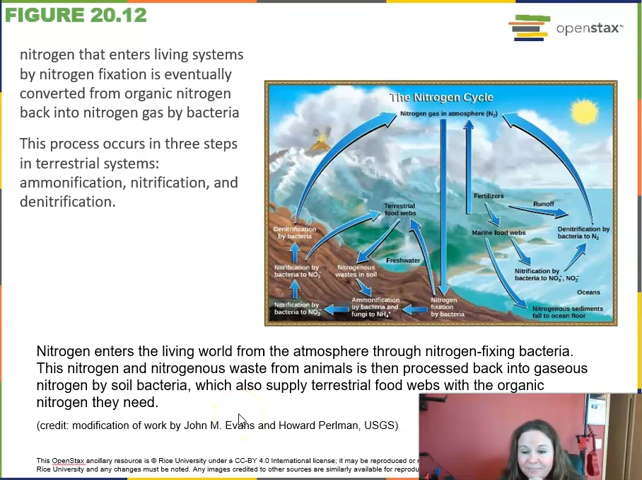 FIGURE 20.12
openstax™
nitrogen that enters living systems
by nitrogen fixation is eventually
converted from organic nitrogen
back into nitrogen gas by bacteria
This process occurs in three steps
in terrestrial systems:
ammonification, nitrification, and
denitrification.
The Nitrogen Cycle
Nitrogen gas in atmosphere (N2)
Fertilizers
Runoff
Terrestrial
food webs
Denitrification
by bacteria
Marine food webs
Denitrification by
bacteria to N2
Freshwater
Nitrification by
bacteria to NO3-
Nitrogenous
wastes in soil
Nitrification by
bacteria to NO3-, NO2-
Oceans
Nitrification by
bacteria to NO2-
Ammonification
by bacteria and
fungi to NH4+
Nitrogen
fixation
by bacteria
Nitrogenous sediments
fall to ocean floor
Nitrogen enters the living world from the atmosphere through nitrogen-fixing bacteria.
This nitrogen and nitrogenous waste from animals is then processed back into gaseous
nitrogen by soil bacteria, which also supply terrestrial food webs with the organic
nitrogen they need.
(credit: modification of work by John M. Evans and Howard Perlman, USGS)
This OpenStax ancillary resource is © Rice University under a CC-BY 4.0 International license; it may be reproduced or
Rice University and any changes must be noted. Any images credited to other sources are similarly available for